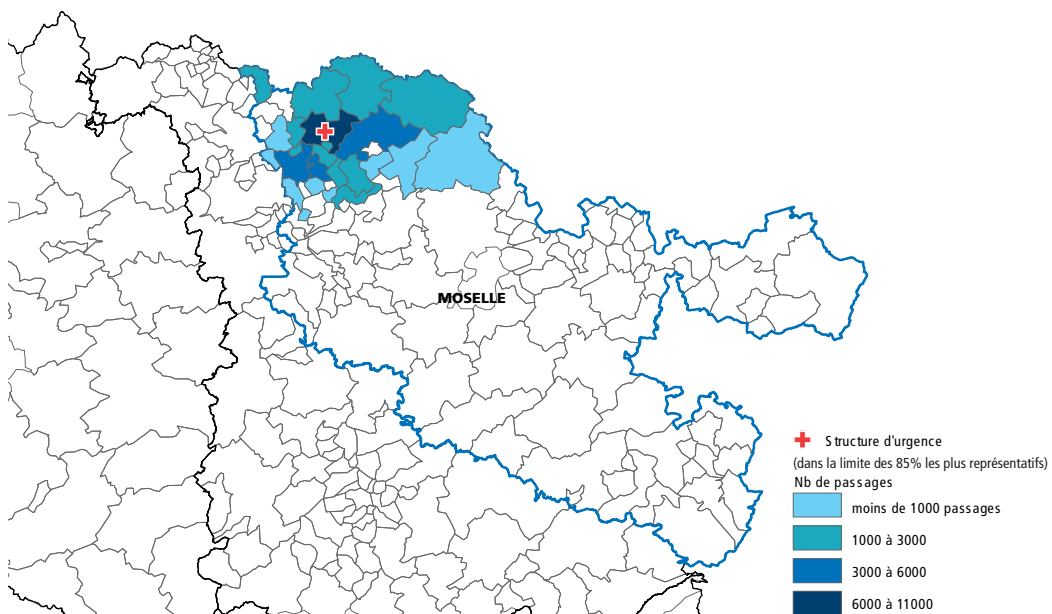 MOSELLE
Structure d'urgence
(dans la limite des 85% les plus représentatifs)
Nb de passages
moins de 1000 passages
1000 à 3000
3000 à 6000
6000 à 11000